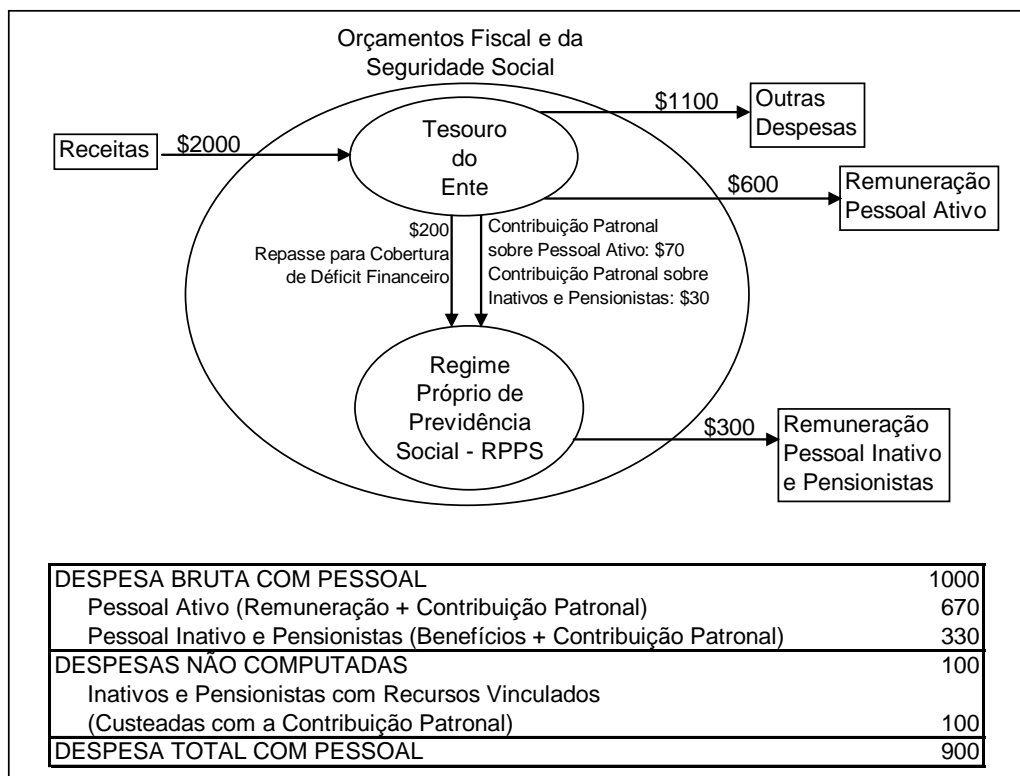 Orçamentos Fiscal e da
Seguridade Social
Receitas
$2000
Tesouro
do
Ente
$1100
Outras
Despesas
$600
Remuneração
Pessoal Ativo
$200
Repasse para Cobertura
de Déficit Financeiro
Contribuição Patronal
sobre Pessoal Ativo: $70
Contribuição Patronal sobre
Inativos e Pensionistas: $30
Regime
Próprio de
Previdência
Social - RPPS
$300
Remuneração
Pessoal Inativo
e Pensionistas
DESPESA BRUTA COM PESSOAL 1000
Pessoal Ativo (Remuneração + Contribuição Patronal) 670
Pessoal Inativo e Pensionistas (Benefícios + Contribuição Patronal) 330
DESPESAS NÃO COMPUTADAS 100
Inativos e Pensionistas com Recursos Vinculados
(Custeadas com a Contribuição Patronal) 100
DESPESA TOTAL COM PESSOAL 900